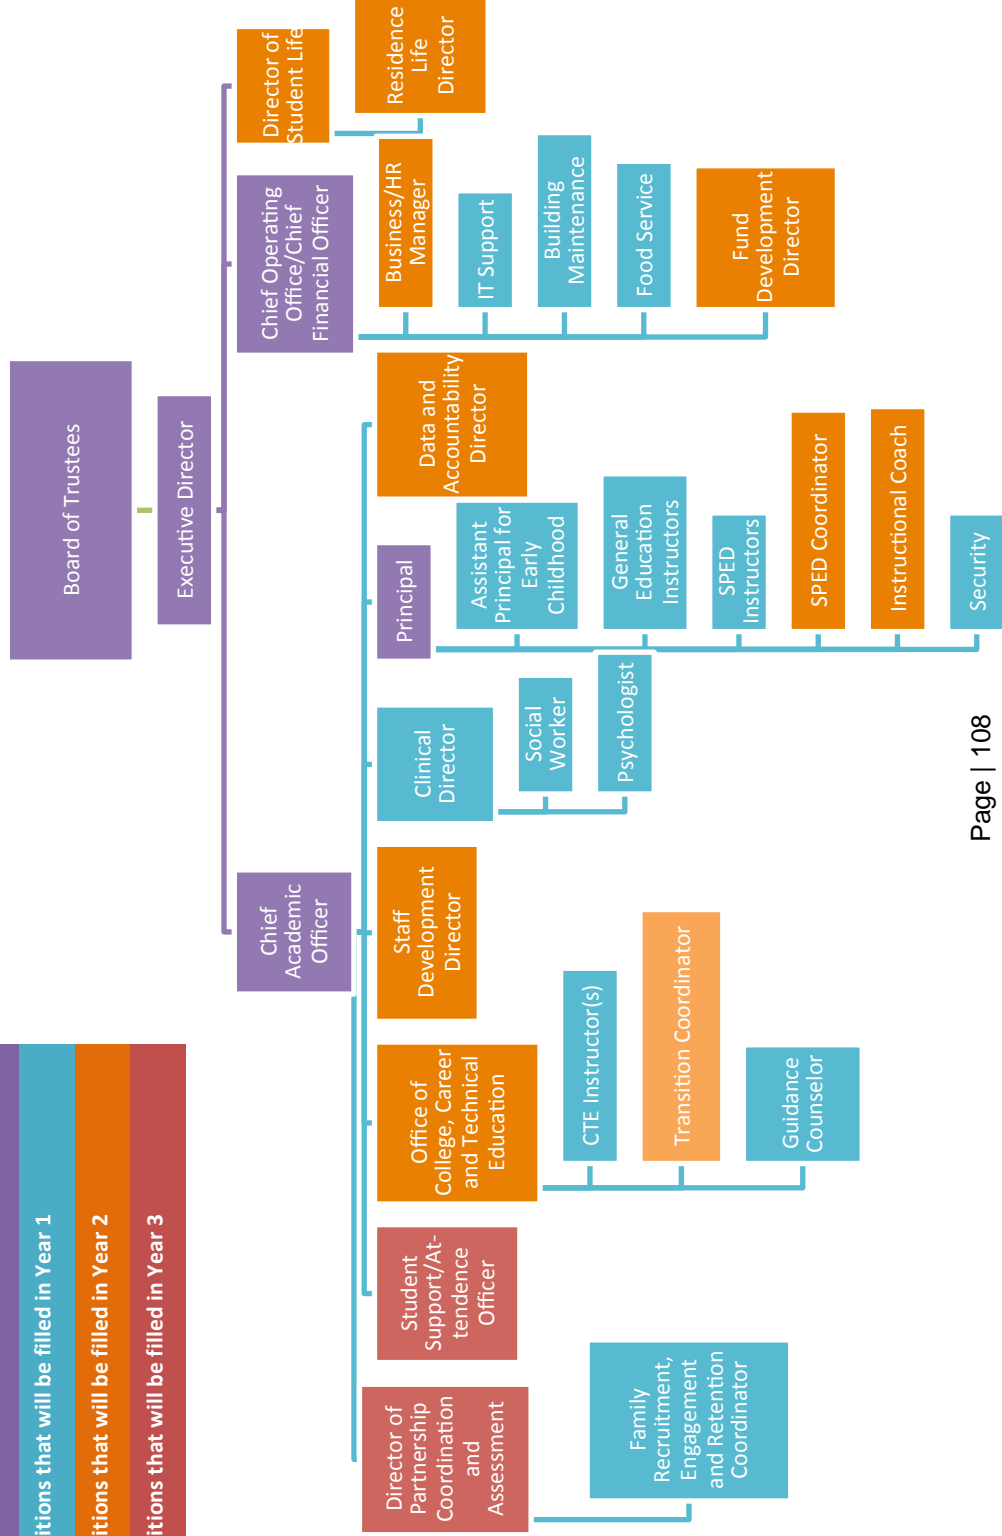 itions that will be filled in Year 1
itions that will be filled in Year 2
itions that will be filled in Year 3
Board of Trustees
Executive Director
Chief
Academic
Officer
Chief Operating
Office/Chief
Financial Officer
Director of
Student Life
Director of
Partnership
Coordination
and
Assessment
Family
Recruitment,
Engagement
and Retention
Coordinator
Student
Support/At-
tendence
Officer
Office of
College, Career
and Technical
Education
CTE Instructor(s)
Transition Coordinator
Guidance
Counselor
Staff
Development
Director
Clinical
Director
Social
Worker
Psychologist
Principal
Assistant
Principal for
Early
Childhood
General
Education
Instructors
SPED
Instructors
SPED Coordinator
Instructional Coach
Security
Data and
Accountability
Director
Business/HR
Manager
IT Support
Building
Maintenance
Food Service
Fund
Development
Director
Residence
Life
Director
Page | 108